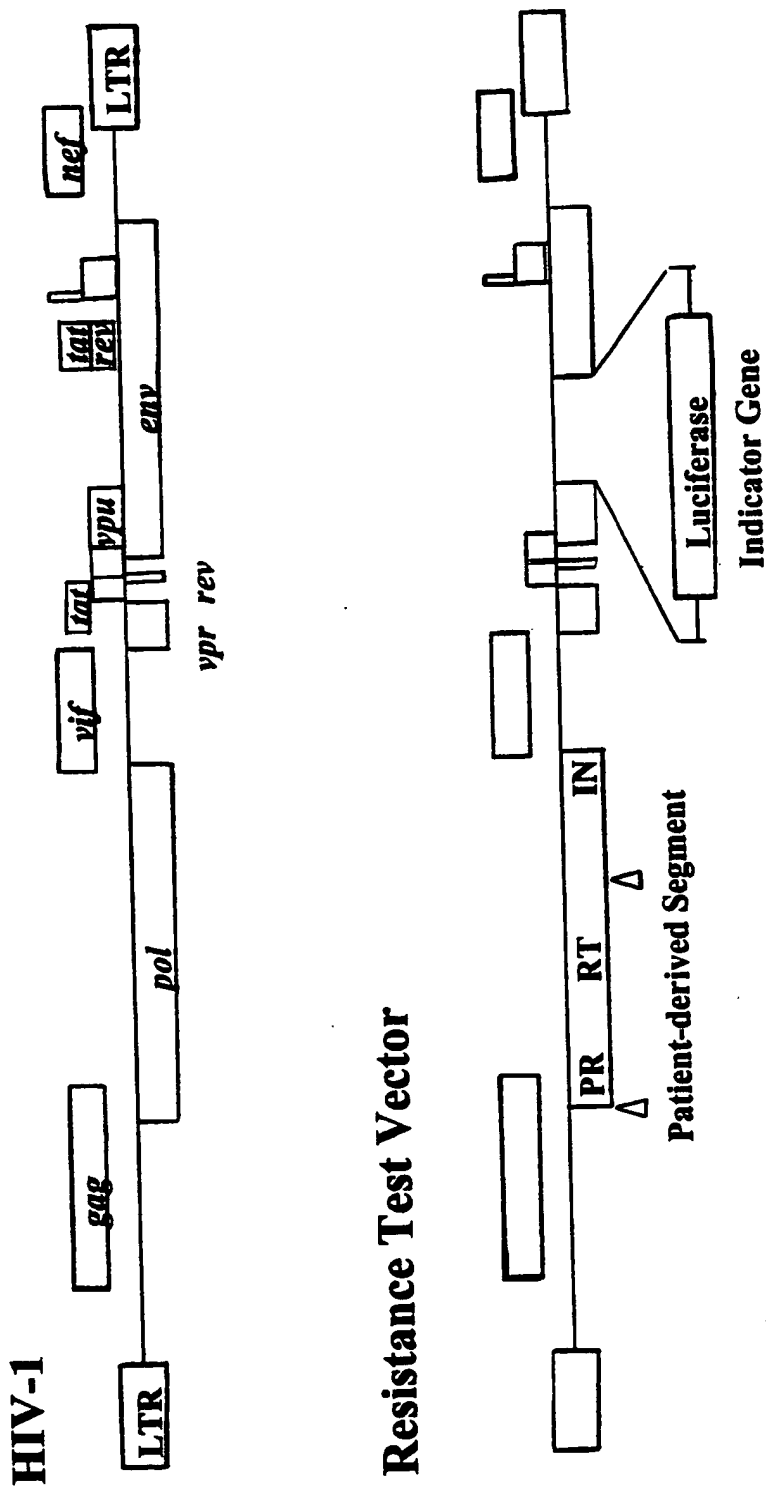 HIV-1
LTR
gag
pol
vif
tat
vpu
vpr rev
env
tat
rev
nef
LTR
Resistance Test Vector
PR
RT
IN
Patient-derived Segment
Luciferase
Indicator Gene